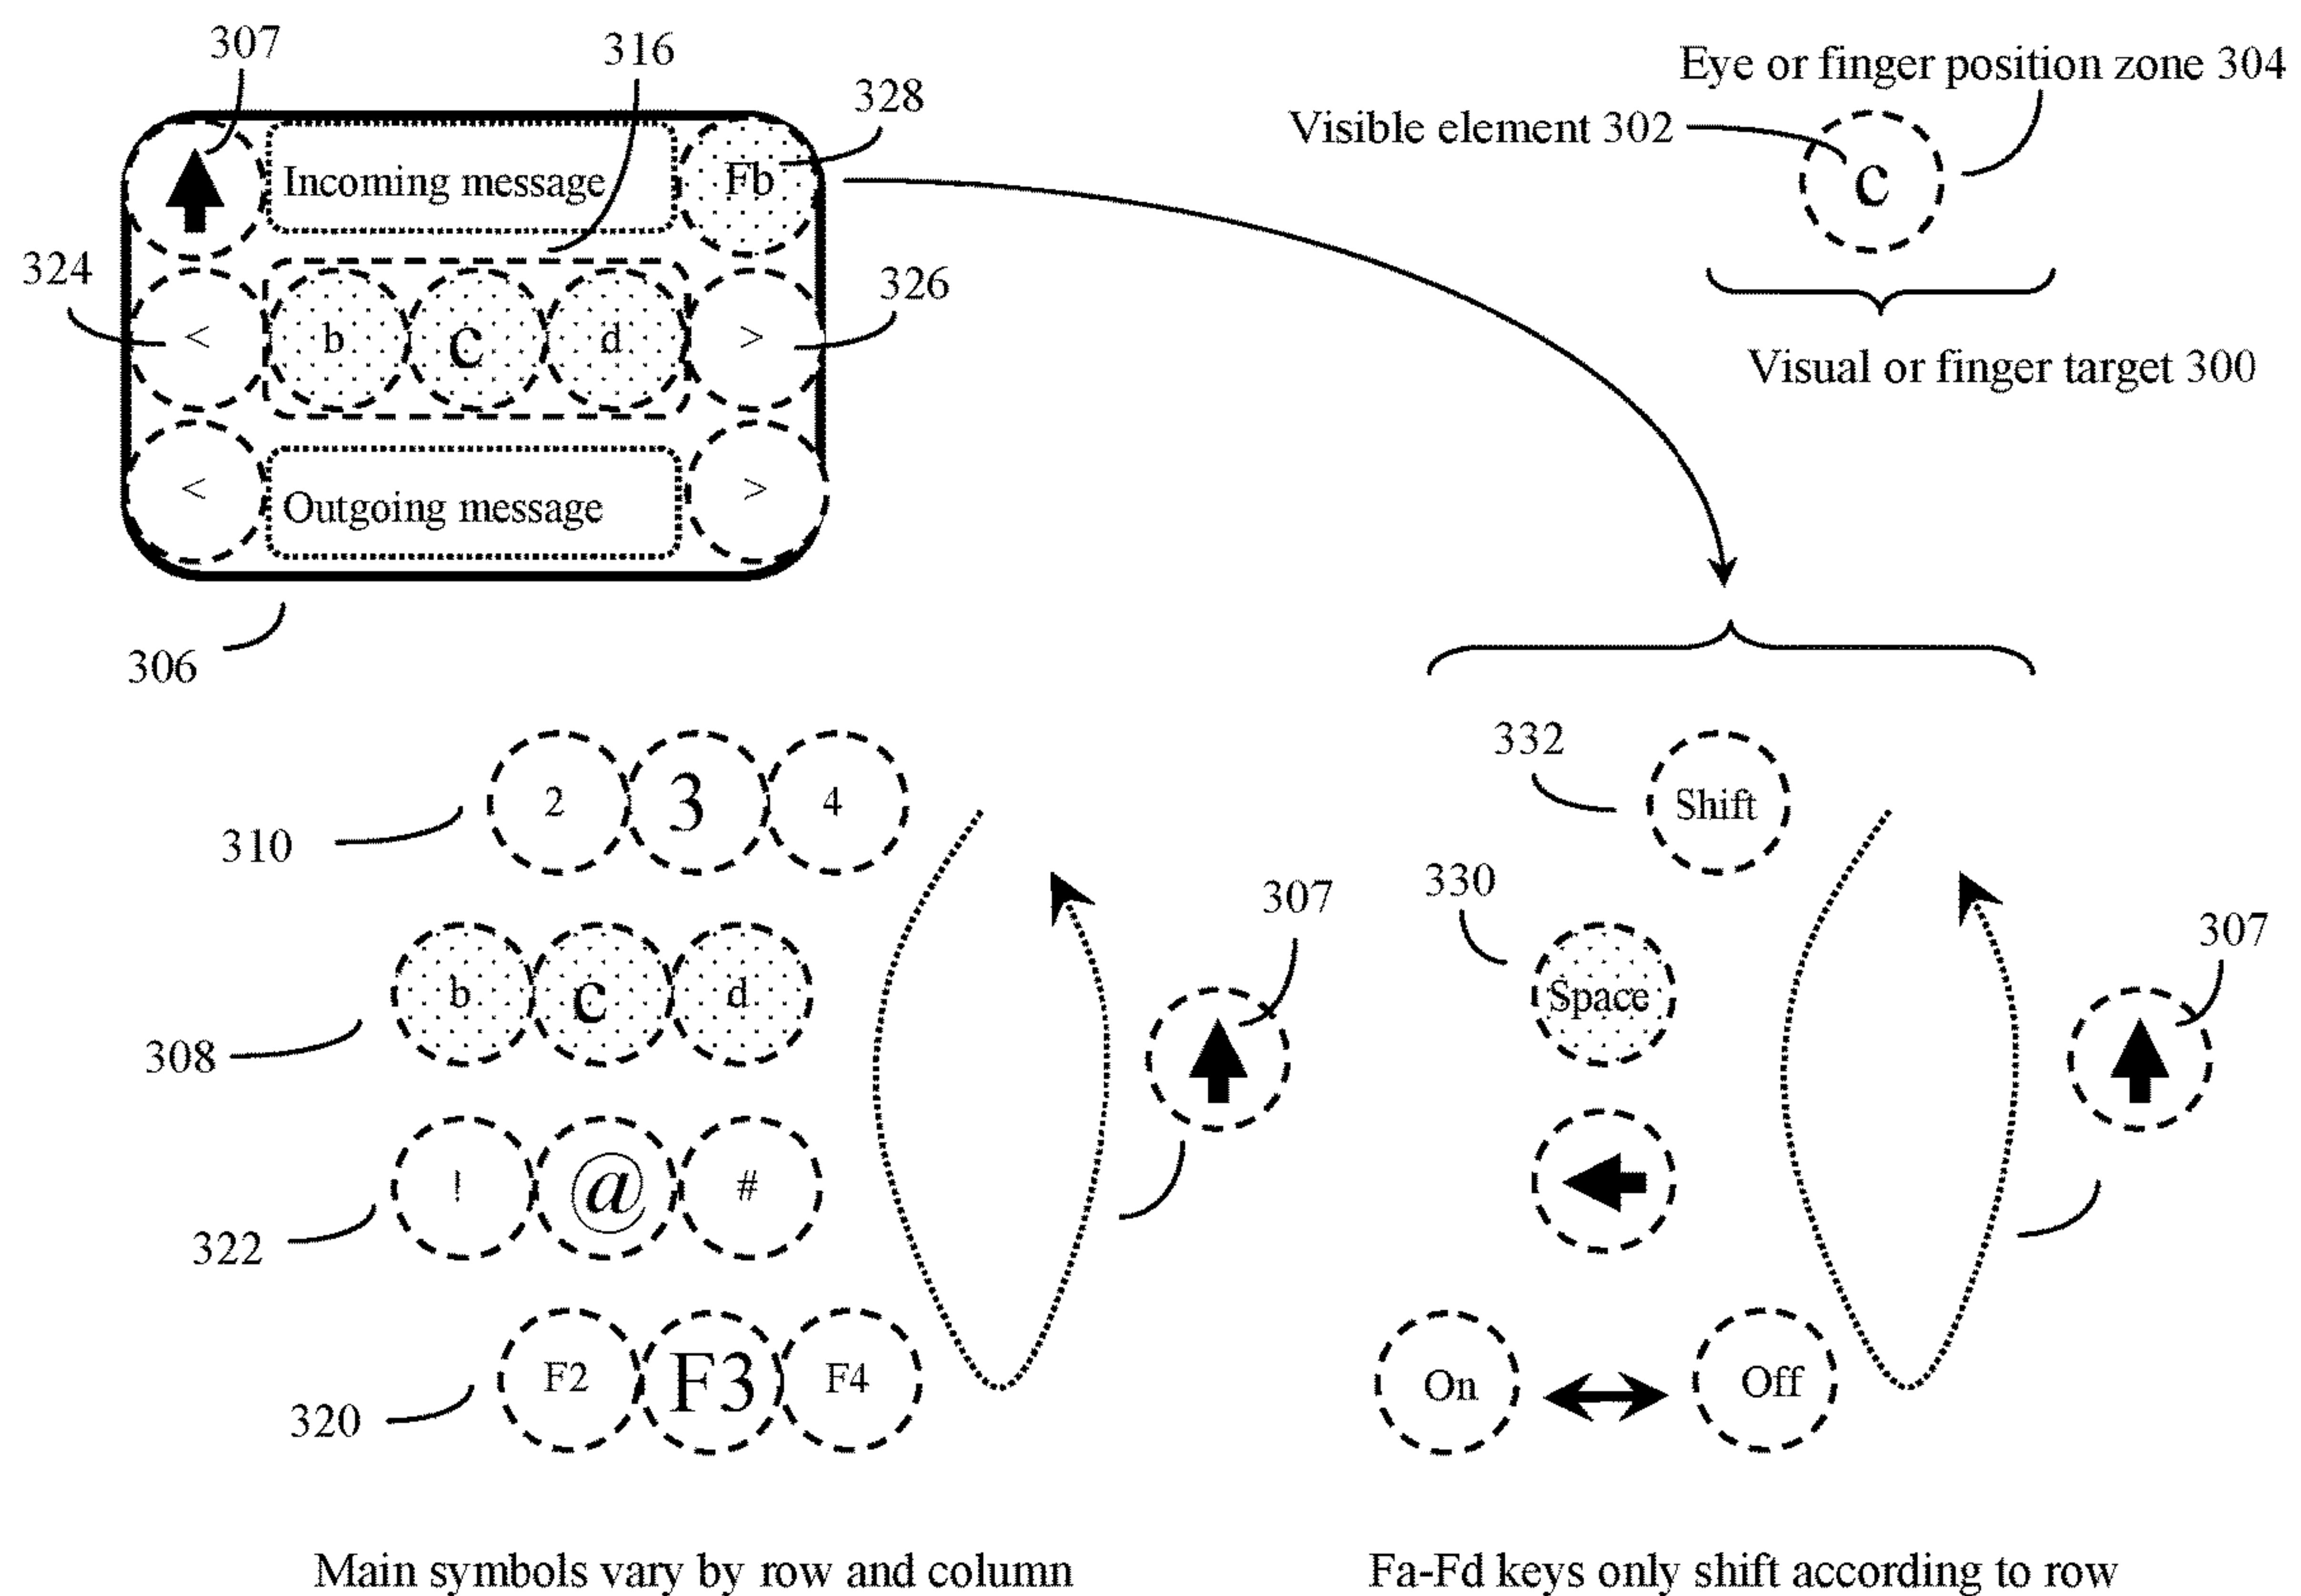 307
316
328
Eye or finger position zone 304
Visible element 302
c
Incoming message
Fb
324
326
< b c d >
Visual or finger target 300
< Outgoing message >
306
332
2 3 4
Shift
310
330
307
307
b c d
Space
308
! @ #
322
F2 F3 F4
On Off
320
Main symbols vary by row and column
Fa-Fd keys only shift according to row